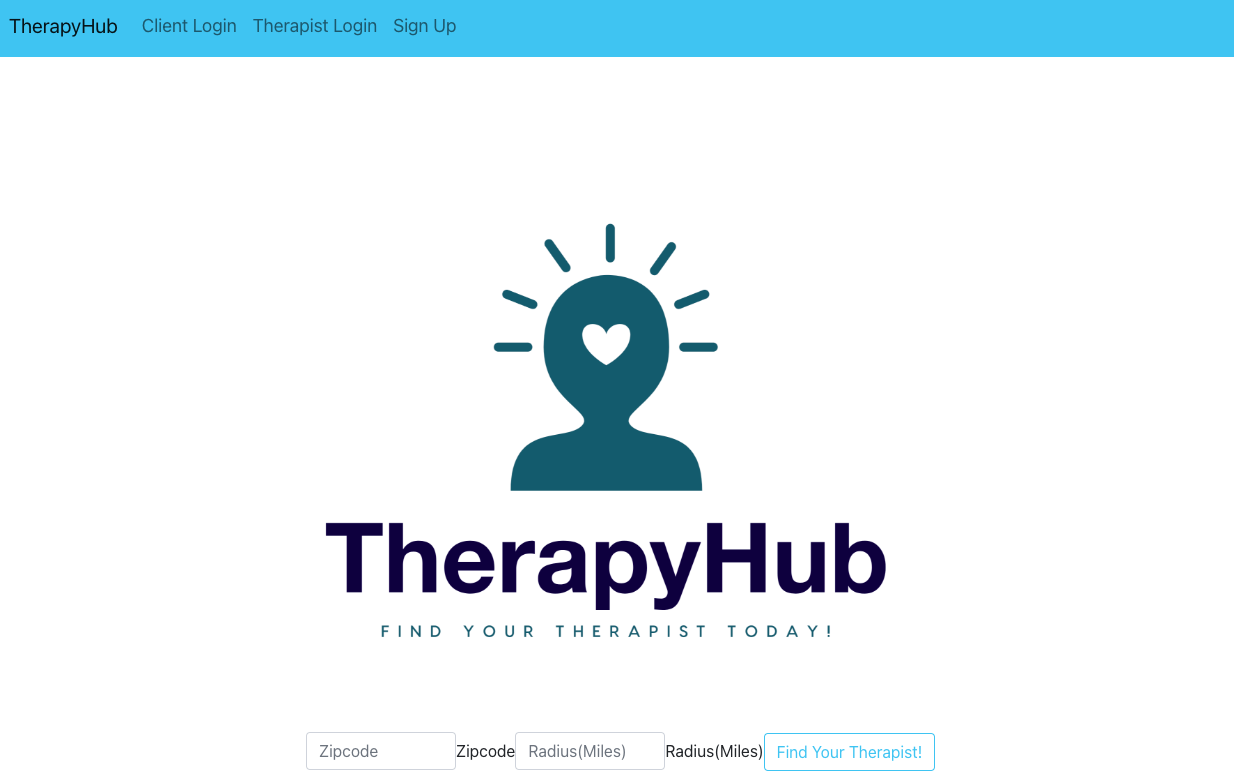 TherapyHub Client Login Therapist Login Sign Up
TherapyHub
FIND YOUR THERAPIST TODAY!
Zipcode Zipcode Radius(Miles) Radius(Miles) Find Your Therapist!